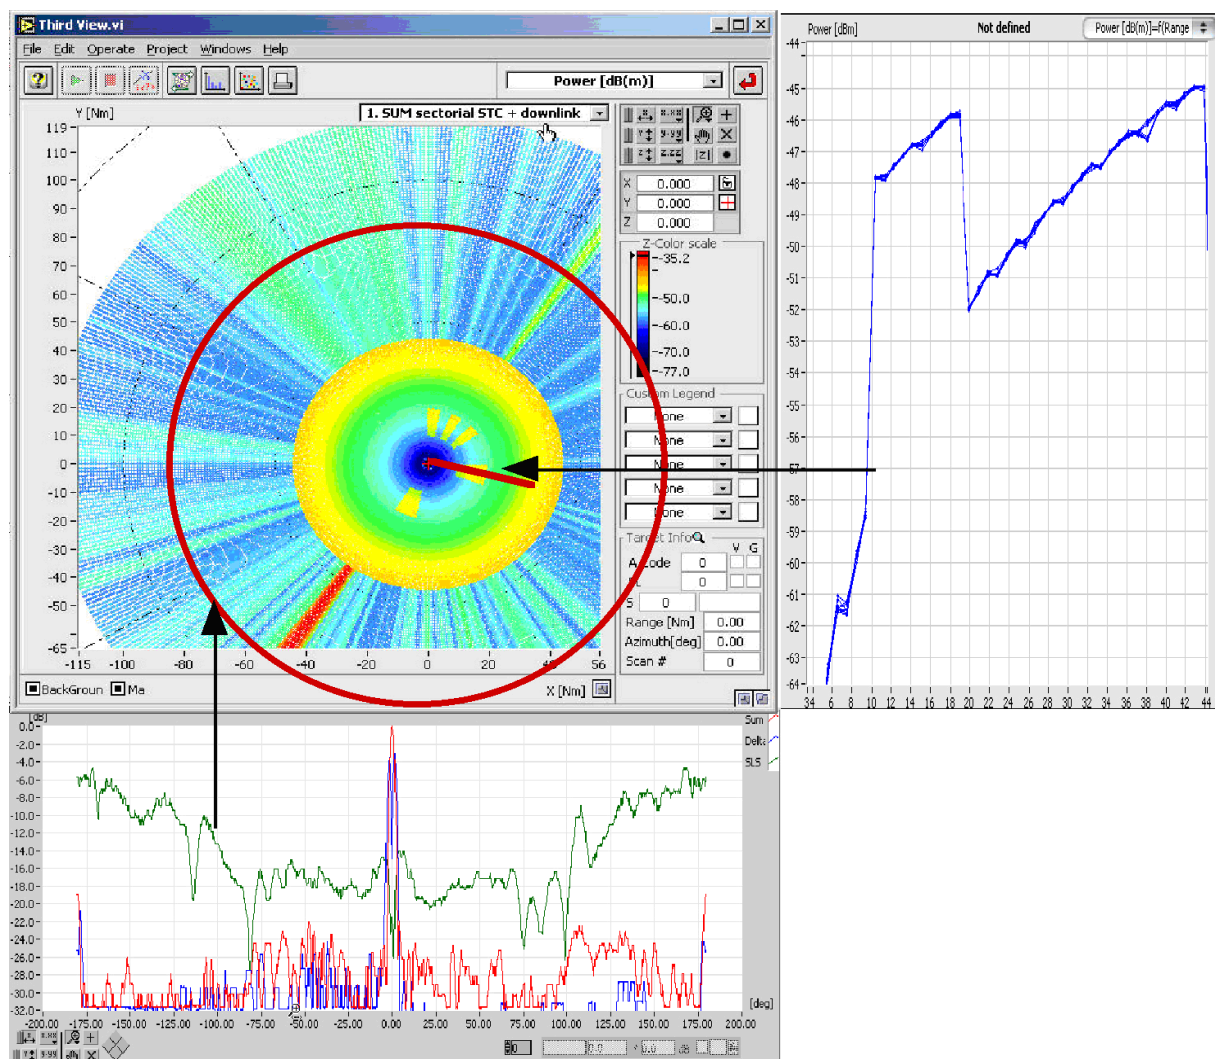 Third View.vi
File Edit Operate Project Windows Help
Power [dB(m)]
Y [Nm]
1. SUM sectorial STC + downlink
119
110
100
90
80
70
60
50
40
30
20
10
0
-10
-20
-30
-40
-50
-65
-115 -100 -80 -60 -40 -20 0 20 40 56
X [Nm]
BackGroun Ma
X 0.000
Y 0.000
Z 0.000
Z-Color scale
-35.2
-50.0
-60.0
-70.0
-77.0
Custom Legend
None
None
None
None
None
Target Info
V G
A Code 0
0
S 0
Range [Nm] 0.00
Azimuth[deg] 0.00
Scan # 0
Power [dBm] Not defined Power [dB(m)]=f(Range
-44
-45
-46
-47
-48
-49
-50
-51
-52
-53
-54
-55
-56
-57
-58
-59
-60
-61
-62
-63
-64
34 6 8 10 12 14 16 18 20 22 24 26 28 30 32 34 36 38 40 42 44
[dB]
0.0
-2.0
-4.0
-6.0
-8.0
-10.0
-12.0
-14.0
-16.0
-18.0
-20.0
-22.0
-24.0
-26.0
-28.0
-30.0
-32.0
-200.00 -175.00 -150.00 -125.00 -100.00 -75.00 -50.00 -25.00 0.00 25.00 50.00 75.00 100.00 125.00 150.00 175.00 200.00
[deg]
Sum
Delta
SLS